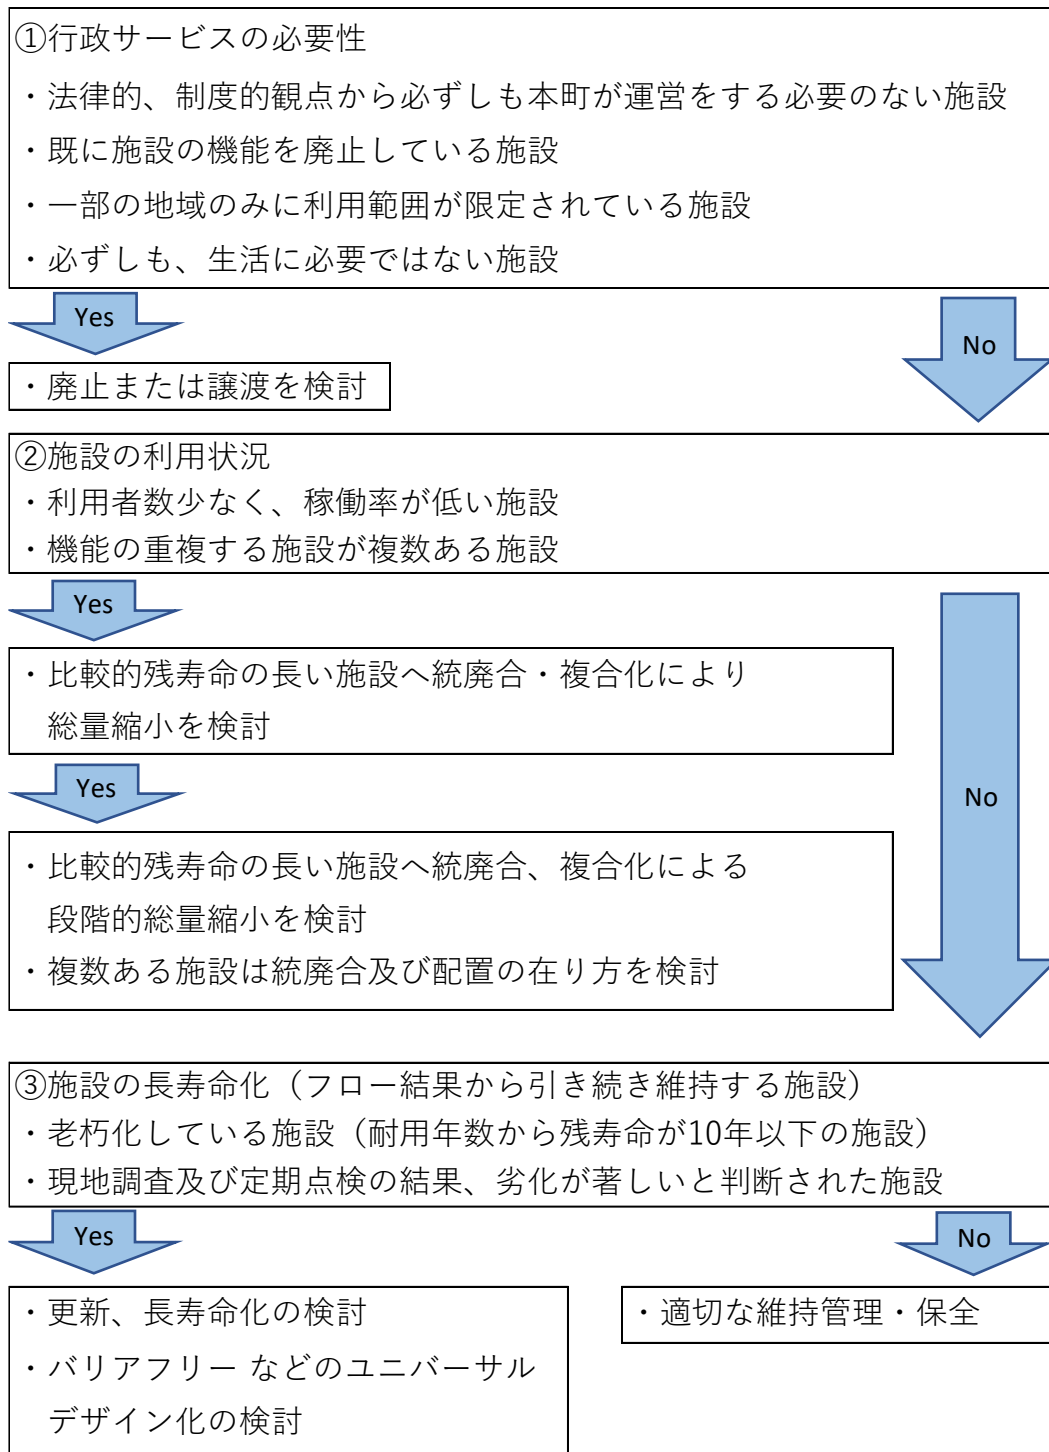 ①行政サービスの必要性
・法律的、制度的観点から必ずしも本町が運営をする必要のない施設
・既に施設の機能を廃止している施設
・一部の地域のみに利用範囲が限定されている施設
・必ずしも、生活に必要ではない施設
Yes
No
・廃止または譲渡を検討
②施設の利用状況
・利用者数少なく、稼働率が低い施設
・機能の重複する施設が複数ある施設
Yes
・比較的残寿命の長い施設へ統廃合・複合化により
総量縮小を検討
Yes
No
・比較的残寿命の長い施設へ統廃合、複合化による
段階的総量縮小を検討
・複数ある施設は統廃合及び配置の在り方を検討
③施設の長寿命化（フロー結果から引き続き維持する施設）
・老朽化している施設（耐用年数から残寿命が10年以下の施設）
・現地調査及び定期点検の結果、劣化が著しいと判断された施設
Yes
No
・更新、長寿命化の検討
・バリアフリー などのユニバーサル
デザイン化の検討
・適切な維持管理・保全